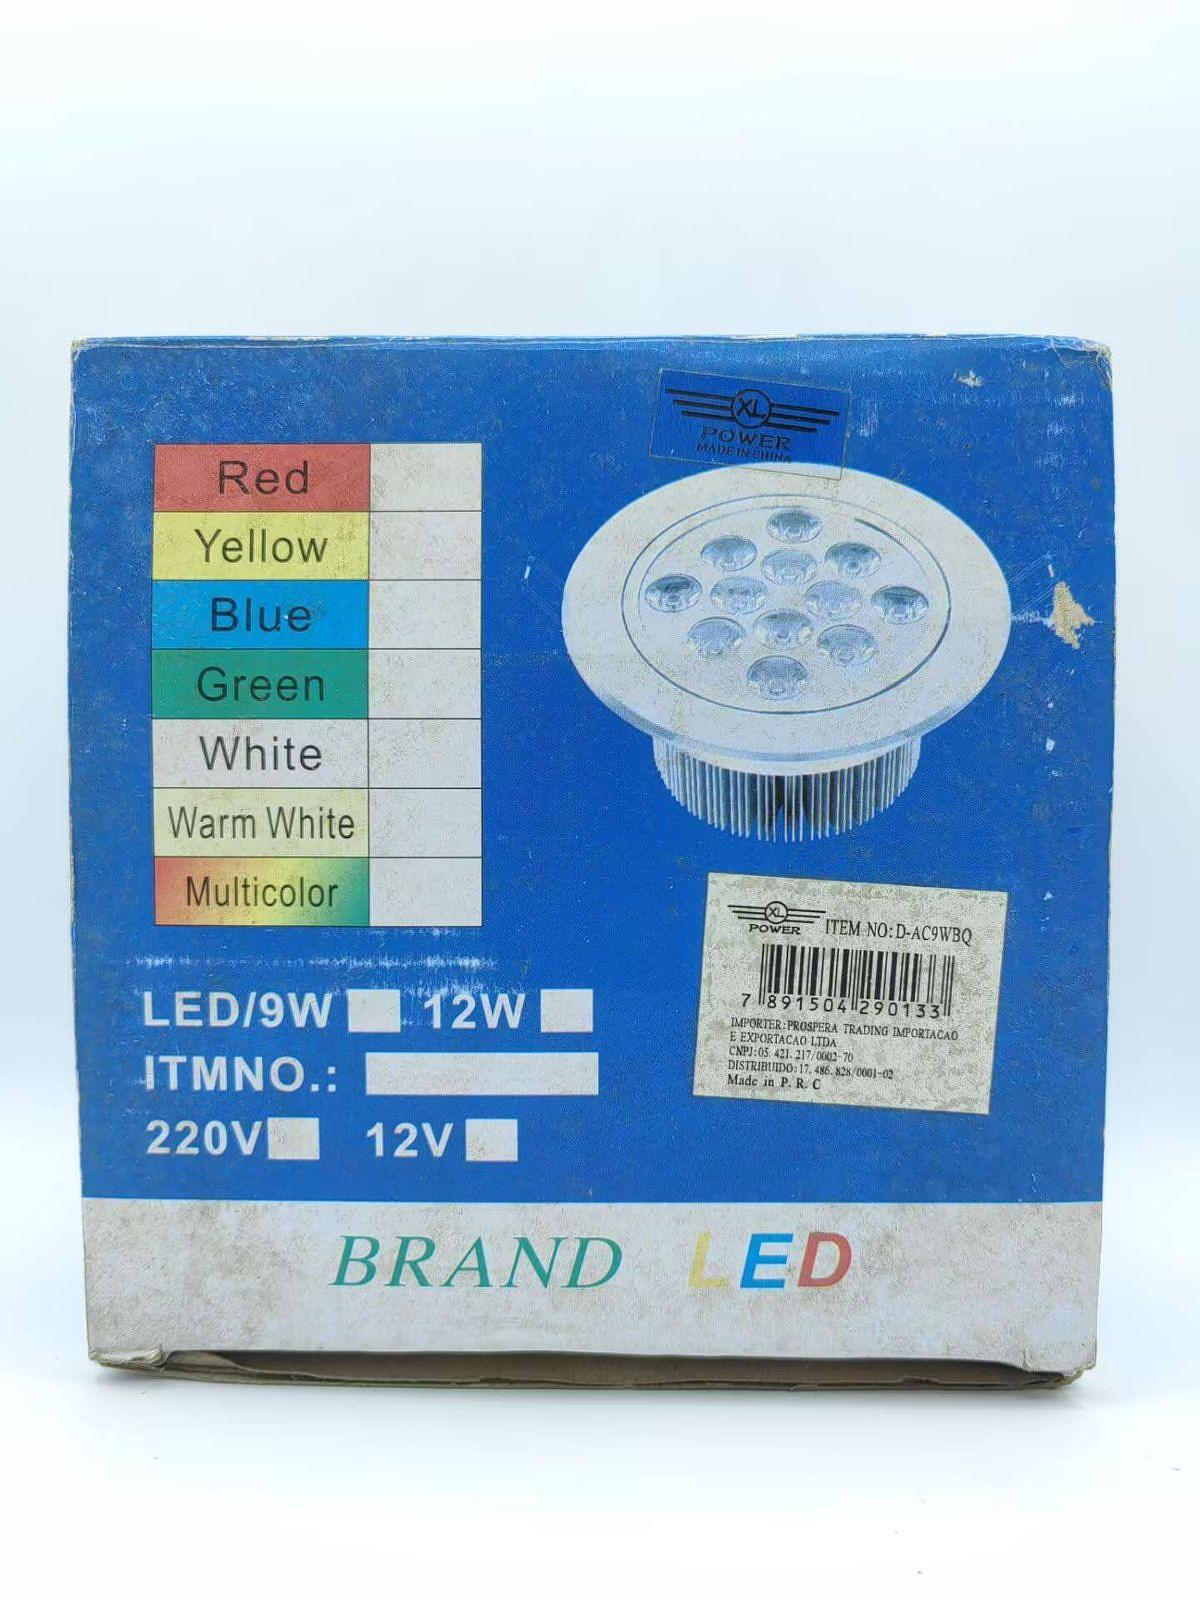 XL
POWER
MADE IN CHINA
Red
Yellow
Blue
Green
White
Warm White
Multicolor
LED/9W 12W
ITMNO.:
220V 12V
XL
POWER
ITEM NO:D-AC9WBQ
7 891504 290133
IMPORTER:PROSPERA TRADING IMPORTACAO
E EXPORTACAO LTDA
CNPJ:05. 421. 217/0002-70
DISTRIBUIDO:17. 486. 828/0001-02
Made in P. R. C
BRAND LED